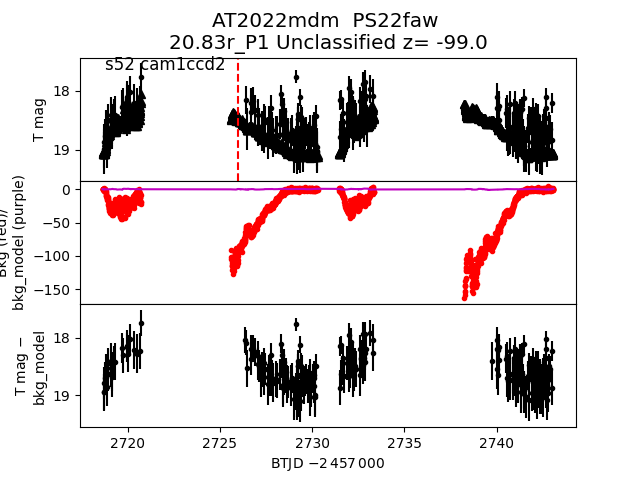 AT2022mdm  PS22faw
20.83r_P1 Unclassified z= -99.0
s52 cam1ccd2
18
19
T mag
0
−50
−100
−150
Bkg (red)/
bkg_model (purple)
18
19
T mag −
bkg_model
2720
2725
2730
2735
2740
BTJD −2 457 000